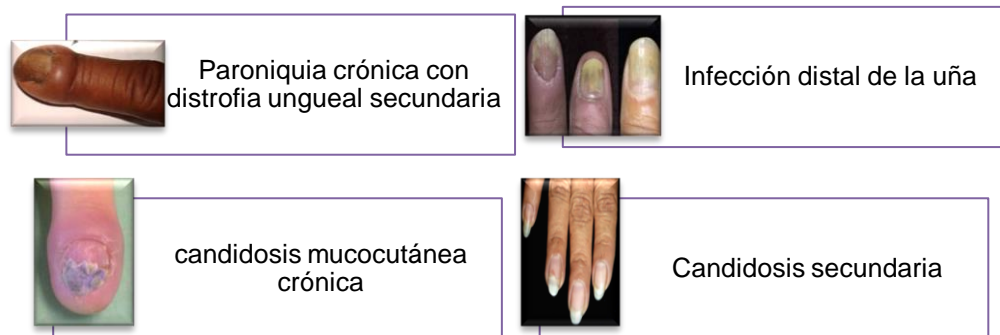 Paroniquia crónica con
distrofia ungueal secundaria
Infección distal de la uña
candidosis mucocutánea
crónica
Candidosis secundaria